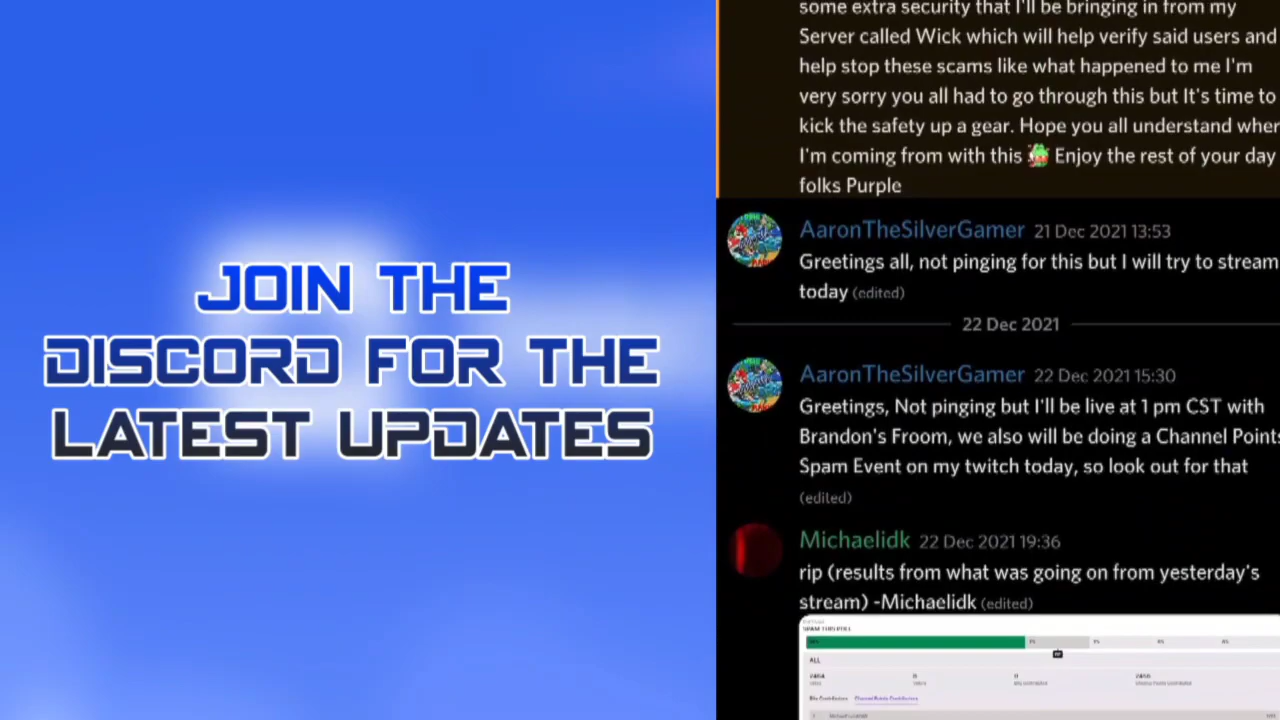 JOIN THE
DISCORD FOR THE
LATEST UPDATES
some extra security that I'll be bringing in from my
Server called Wick which will help verify said users and
help stop these scams like what happened to me I'm
very sorry you all had to go through this but It's time to
kick the safety up a gear. Hope you all understand wher
I'm coming from with this Enjoy the rest of your day
folks Purple
AaronTheSilverGamer 21 Dec 2021 13:53
Greetings all, not pinging for this but I will try to stream
today (edited)
22 Dec 2021
AaronTheSilverGamer 22 Dec 2021 15:30
Greetings, Not pinging but I'll be live at 1 pm CST with
Brandon's Froom, we also will be doing a Channel Points
Spam Event on my twitch today, so look out for that
(edited)
Michaelidk 22 Dec 2021 19:36
rip (results from what was going on from yesterday's
stream) -Michaelidk (edited)
SPAM THIS POLL
ALL